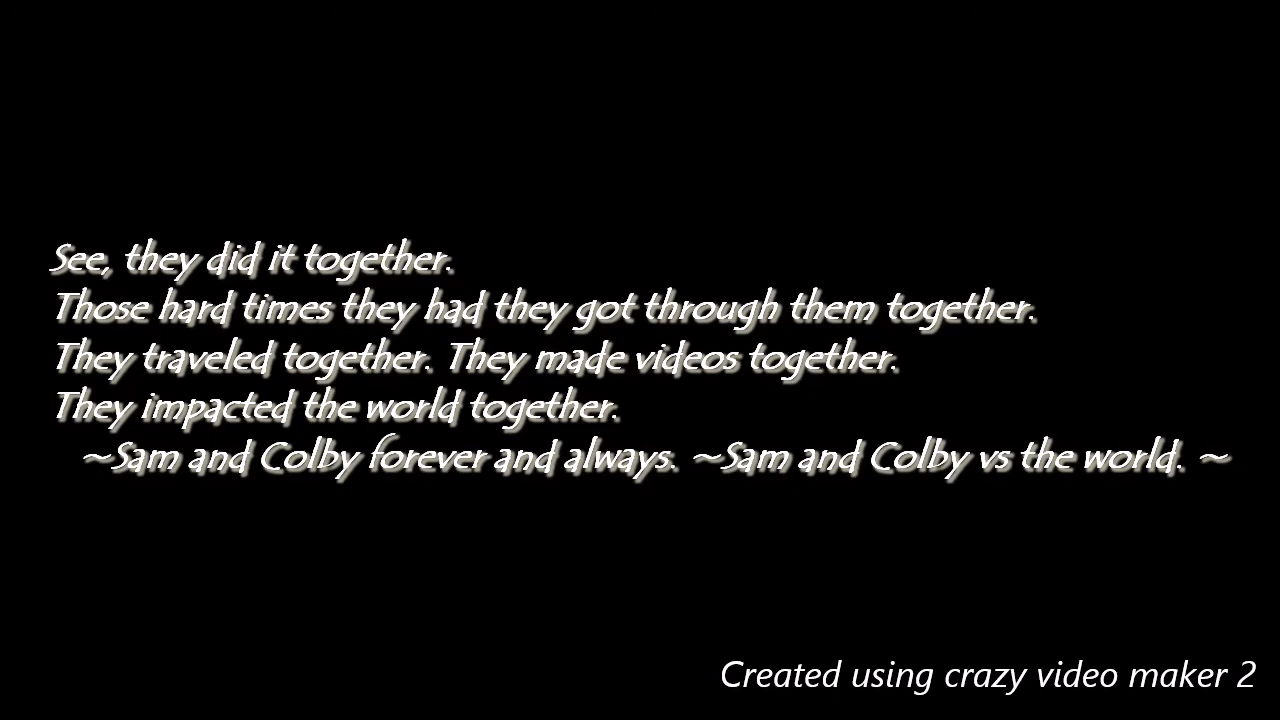 See, they did it together.
Those hard times they had they got through them together.
They traveled together. They made videos together.
They impacted the world together.
~Sam and Colby forever and always. ~Sam and Colby vs the world. ~
Created using crazy video maker 2